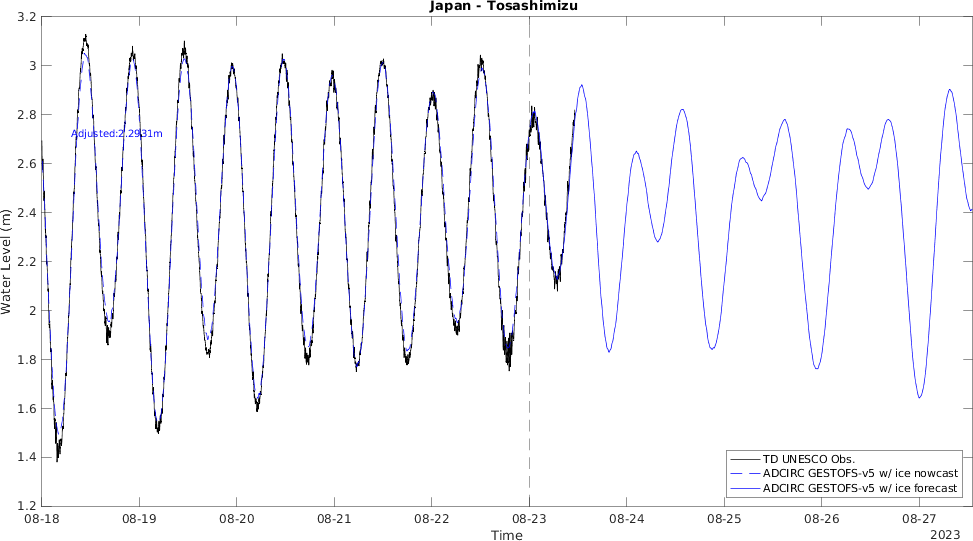 Japan - Tosashimizu
3.2
3
2.8
2.6
2.4
2.2
2
1.8
1.6
1.4
1.2
Water Level (m)
Adjusted:2.2931m
TD UNESCO Obs.
ADCIRC GESTOFS-v5 w/ ice nowcast
ADCIRC GESTOFS-v5 w/ ice forecast
08-18 08-19 08-20 08-21 08-22 08-23 08-24 08-25 08-26 08-27
Time
2023